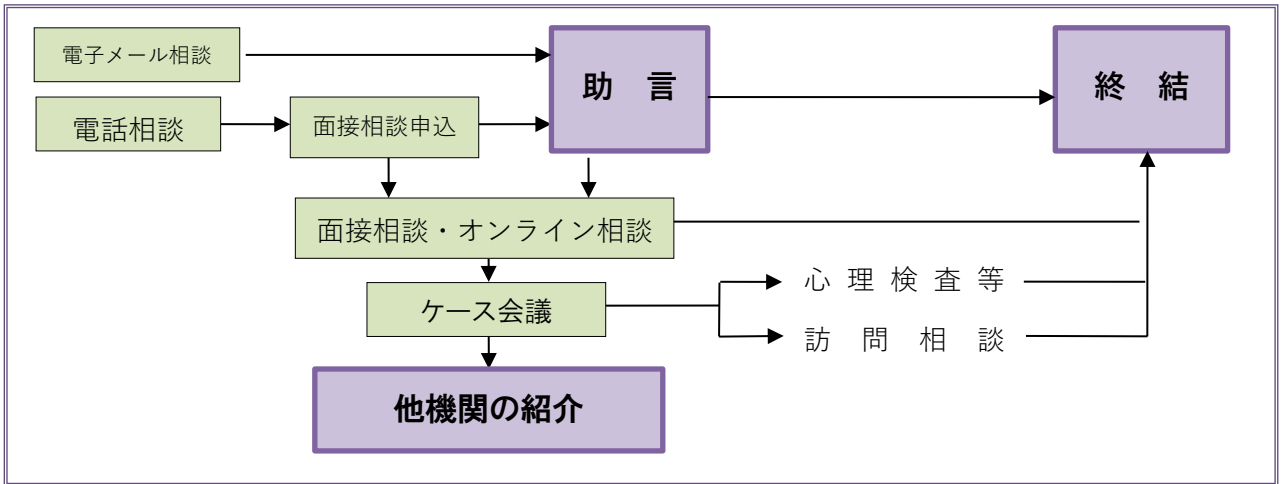 電子メール相談
助　言
終　結
電話相談
面接相談申込
面接相談・オンライン相談
心理検査等
ケース会議
訪問相談
他機関の紹介